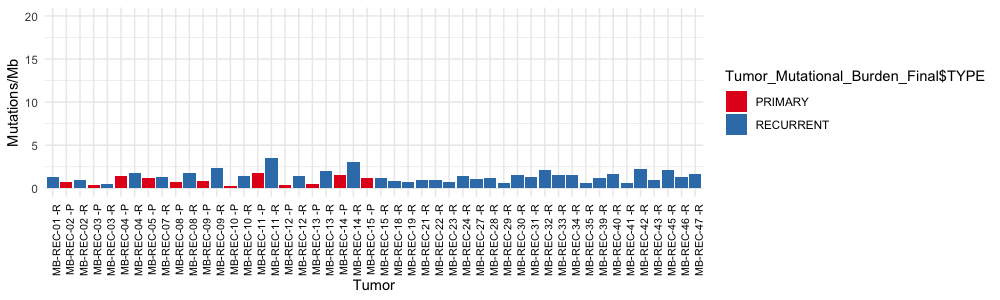 Mutations/Mb
20
15
10
5
0
MB-REC-01 -R
MB-REC-02 -P
MB-REC-02 -R
MB-REC-03 -P
MB-REC-03 -R
MB-REC-04 -P
MB-REC-04 -R
MB-REC-05 -P
MB-REC-07 -R
MB-REC-08 -P
MB-REC-08 -R
MB-REC-09 -P
MB-REC-09 -R
MB-REC-10 -P
MB-REC-10 -R
MB-REC-11 -P
MB-REC-11 -R
MB-REC-12 -P
MB-REC-12 -R
MB-REC-13 -P
MB-REC-13 -R
MB-REC-14 -P
MB-REC-14 -R
MB-REC-15 -P
MB-REC-15 -R
MB-REC-18 -R
MB-REC-19 -R
MB-REC-21 -R
MB-REC-22 -R
MB-REC-23 -R
MB-REC-24 -R
MB-REC-27 -R
MB-REC-28 -R
MB-REC-29 -R
MB-REC-30 -R
MB-REC-31 -R
MB-REC-32 -R
MB-REC-33 -R
MB-REC-34 -R
MB-REC-35 -R
MB-REC-39 -R
MB-REC-40 -R
MB-REC-41 -R
MB-REC-42 -R
MB-REC-43 -R
MB-REC-45 -R
MB-REC-46 -R
MB-REC-47 -R
Tumor
Tumor_Mutational_Burden_Final$TYPE
PRIMARY
RECURRENT